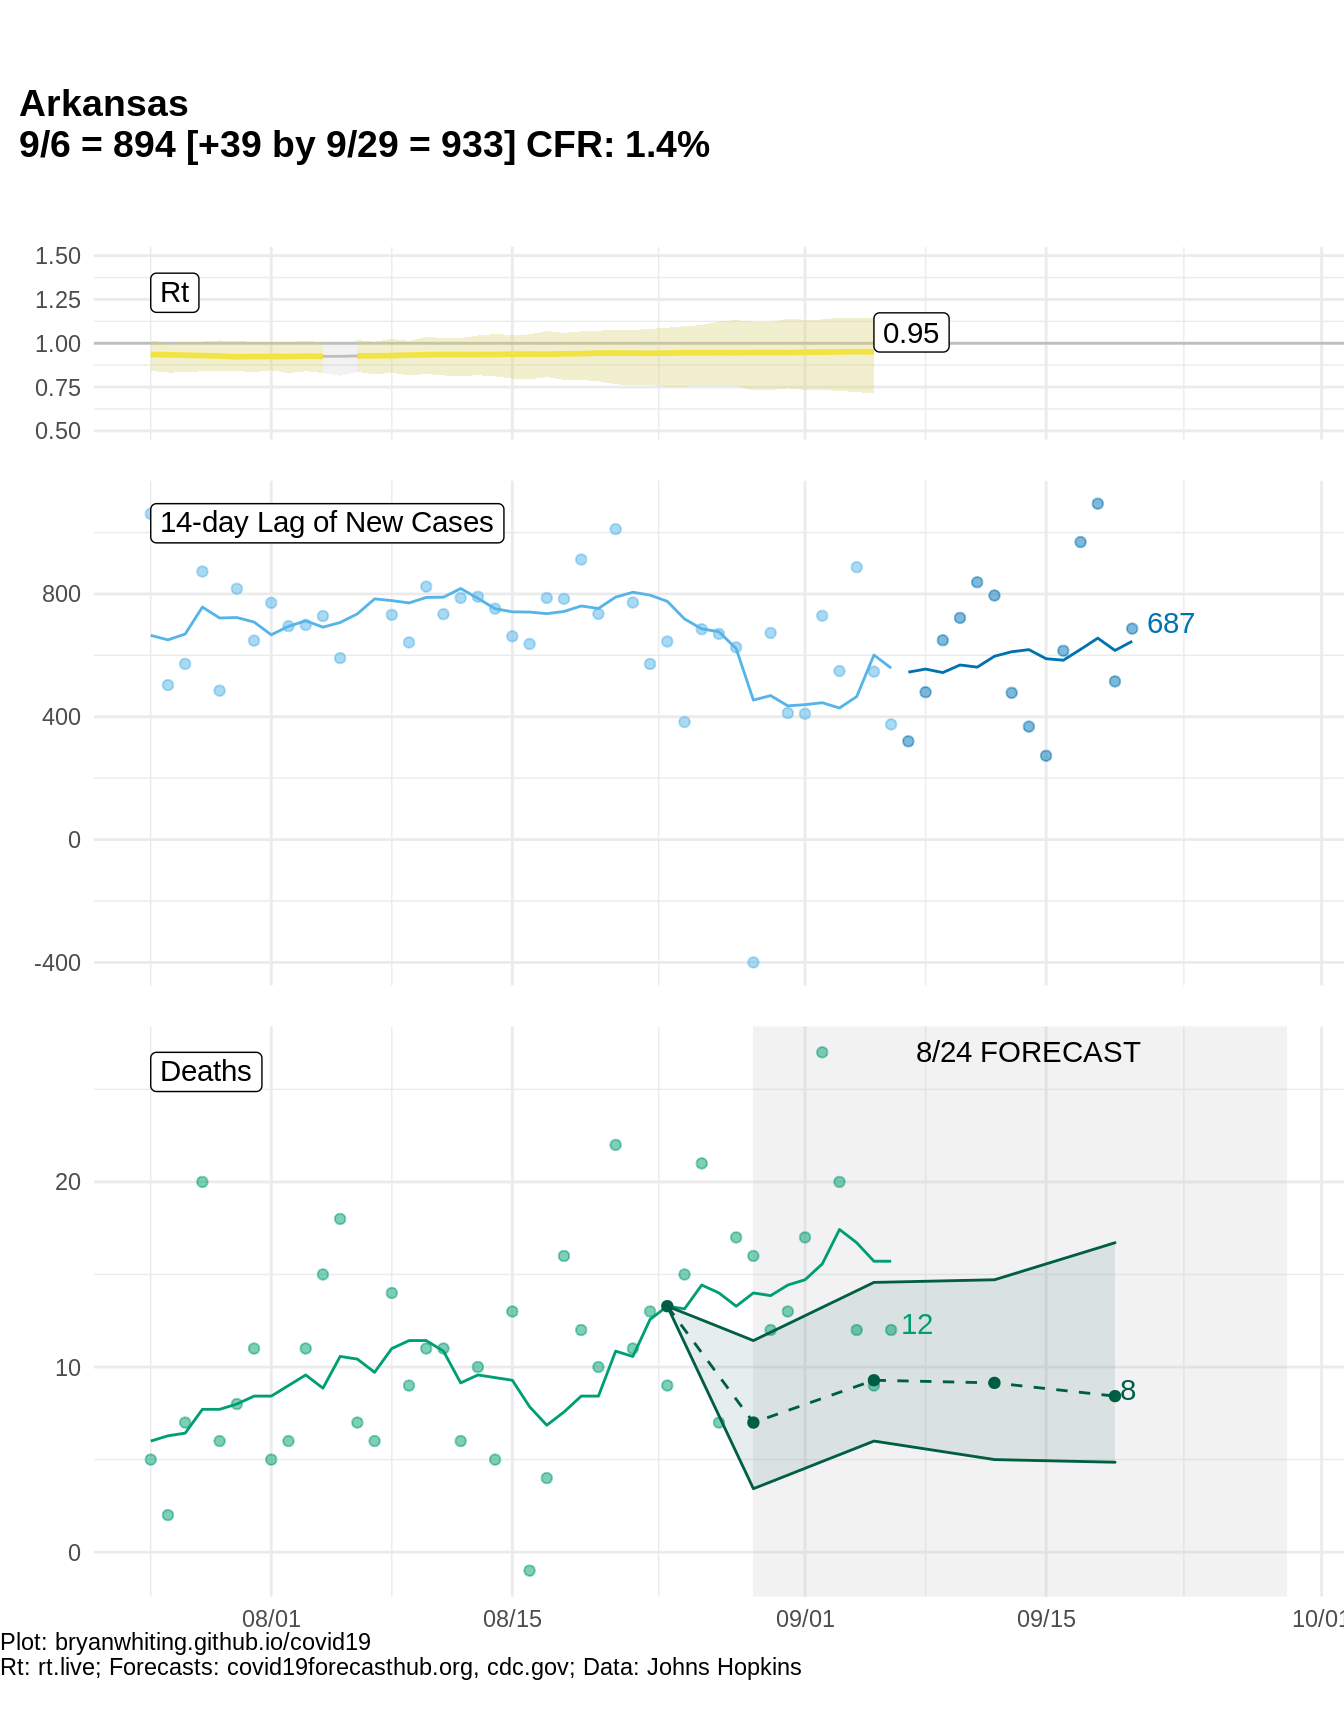 Arkansas
9/6 = 894 [+39 by 9/29 = 933] CFR: 1.4%
1.50
1.25
1.00
0.75
0.50
Rt
0.95
14-day Lag of New Cases
800
400
0
-400
687
Deaths
8/24 FORECAST
20
10
0
12
8
08/01
08/15
09/01
09/15
10/01
Plot: bryanwhiting.github.io/covid19
Rt: rt.live; Forecasts: covid19forecasthub.org, cdc.gov; Data: Johns Hopkins